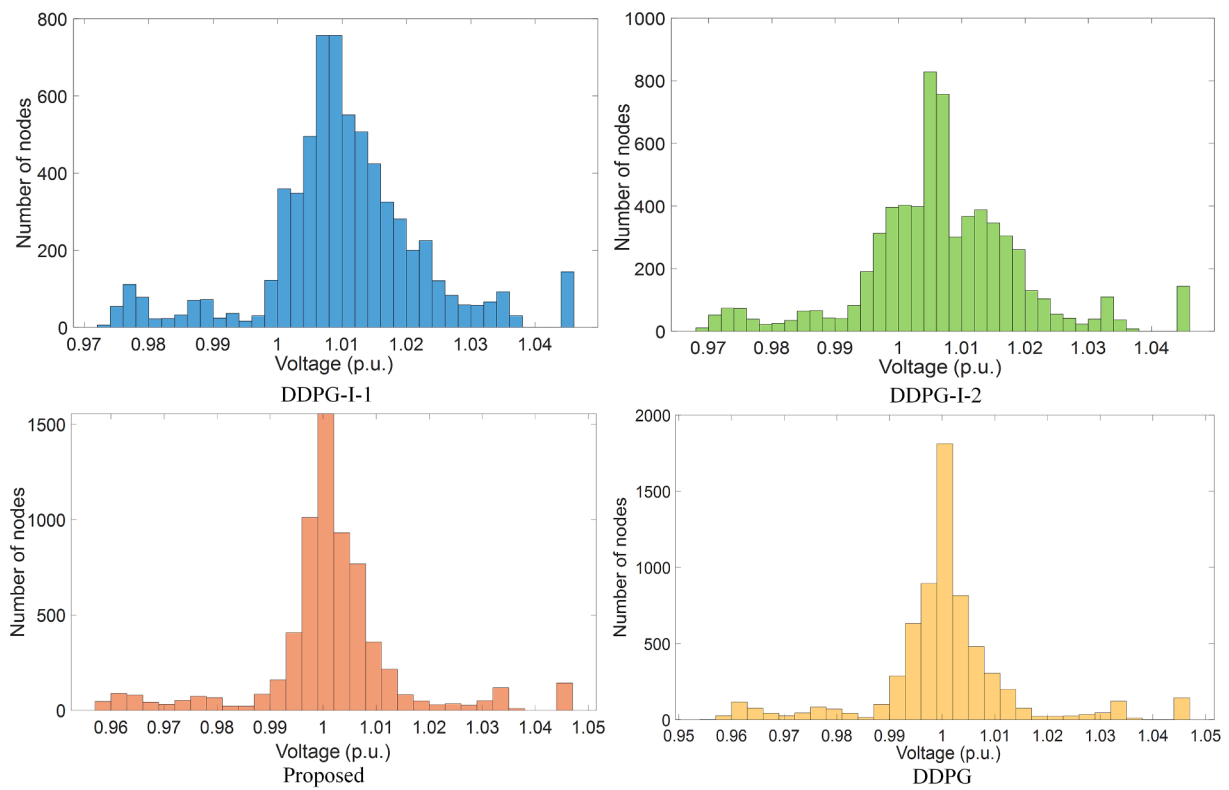 800
600
400
200
0
Number of nodes
0.97 0.98 0.99 1 1.01 1.02 1.03 1.04
Voltage (p.u.)
DDPG-I-1
1000
800
600
400
200
0
Number of nodes
0.97 0.98 0.99 1 1.01 1.02 1.03 1.04
Voltage (p.u.)
DDPG-I-2
1500
1000
500
0
Number of nodes
0.96 0.97 0.98 0.99 1 1.01 1.02 1.03 1.04 1.05
Voltage (p.u.)
Proposed
2000
1500
1000
500
0
Number of nodes
0.95 0.96 0.97 0.98 0.99 1 1.01 1.02 1.03 1.04 1.05
Voltage (p.u.)
DDPG